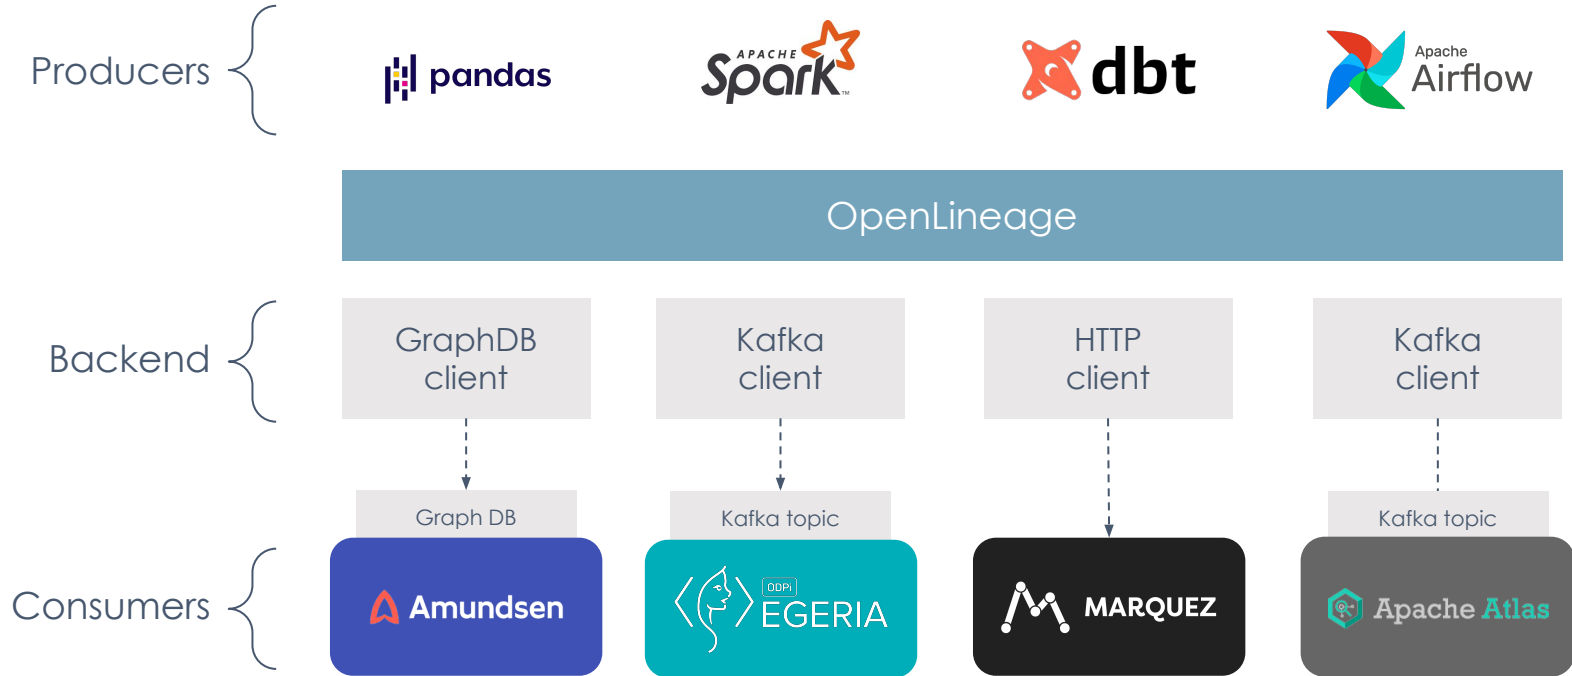 Producers
pandas
APACHE
Spark™
dbt
Apache
Airflow
OpenLineage
Backend
GraphDB
client
Kafka
client
HTTP
client
Kafka
client
Graph DB
Kafka topic
Kafka topic
Consumers
Amundsen
ODPi
EGERIA
MARQUEZ
Apache Atlas